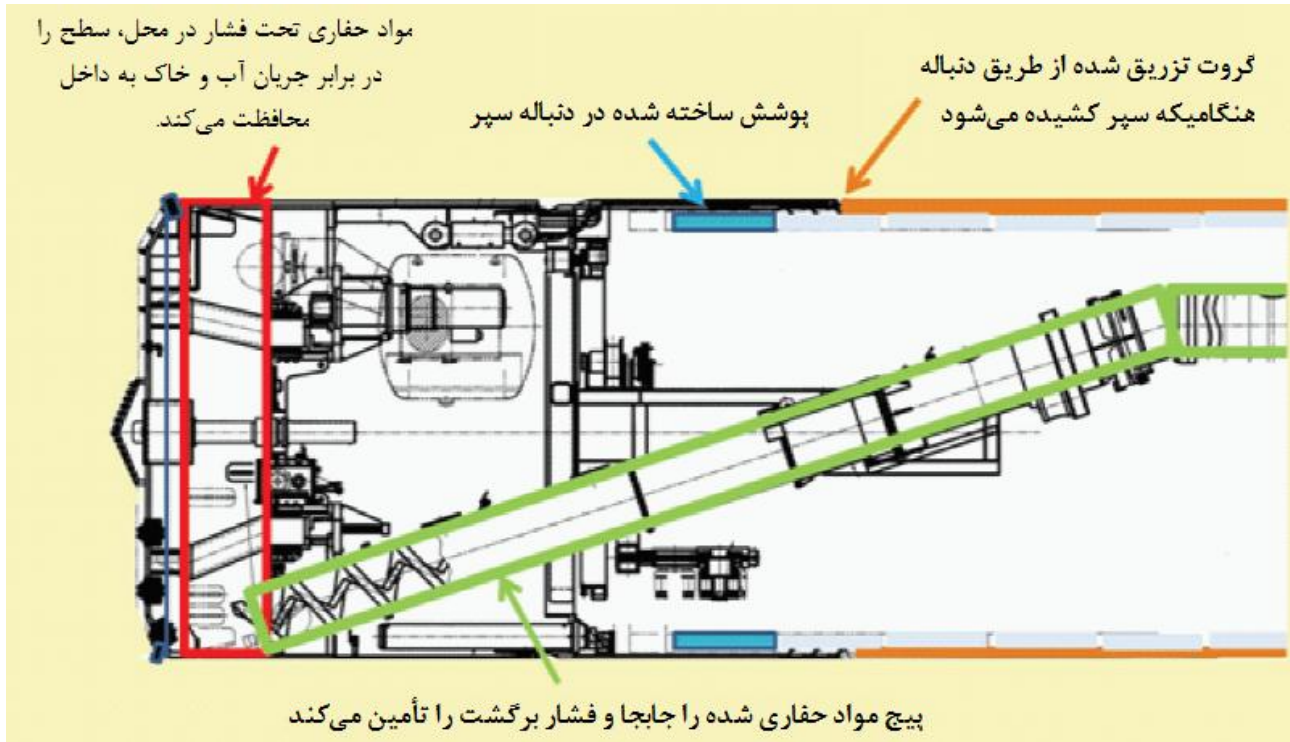 مواد حفاری تحت فشار در محل، سطح را
در برابر جریان آب و خاک به داخل
محافظت می‌کند.
گروت تزریق شده از طریق دنباله
هنگامیکه سپر کشیده می‌شود
پوشش ساخته شده در دنباله سپر
پیچ مواد حفاری شده را جابجا و فشار برگشت را تأمین می‌کند